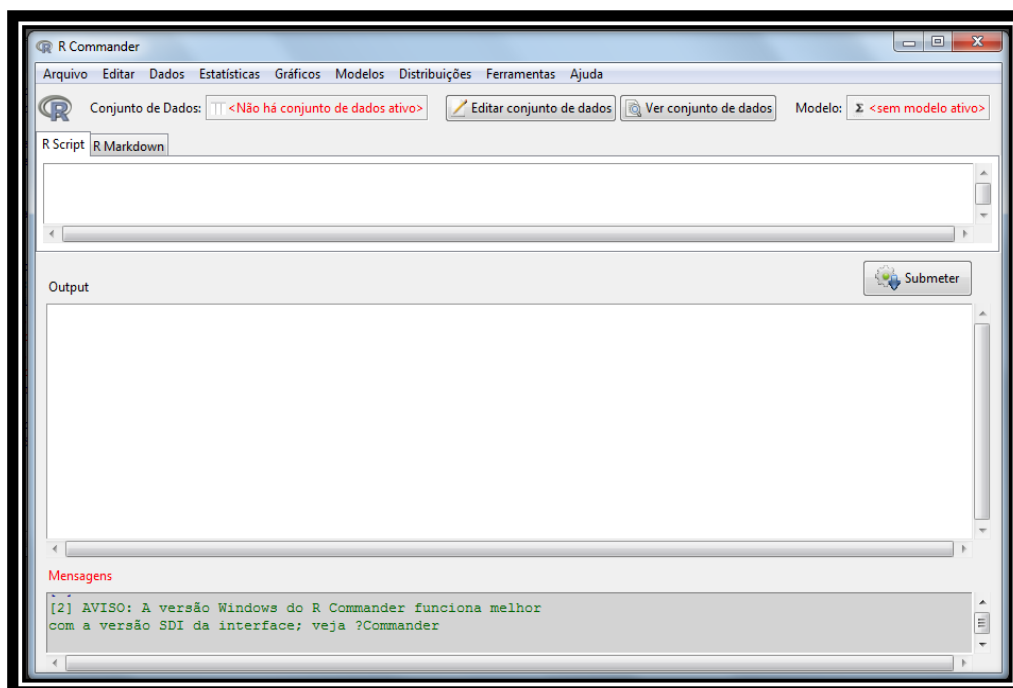 R Commander
Arquivo Editar Dados Estatísticas Gráficos Modelos Distribuições Ferramentas Ajuda
R Conjunto de Dados: <Não há conjunto de dados ativo> Editar conjunto de dados Ver conjunto de dados Modelo: Σ <sem modelo ativo>
R Script R Markdown
Output Submeter
Mensagens
[2] AVISO: A versão Windows do R Commander funciona melhor
com a versão SDI da interface; veja ?Commander